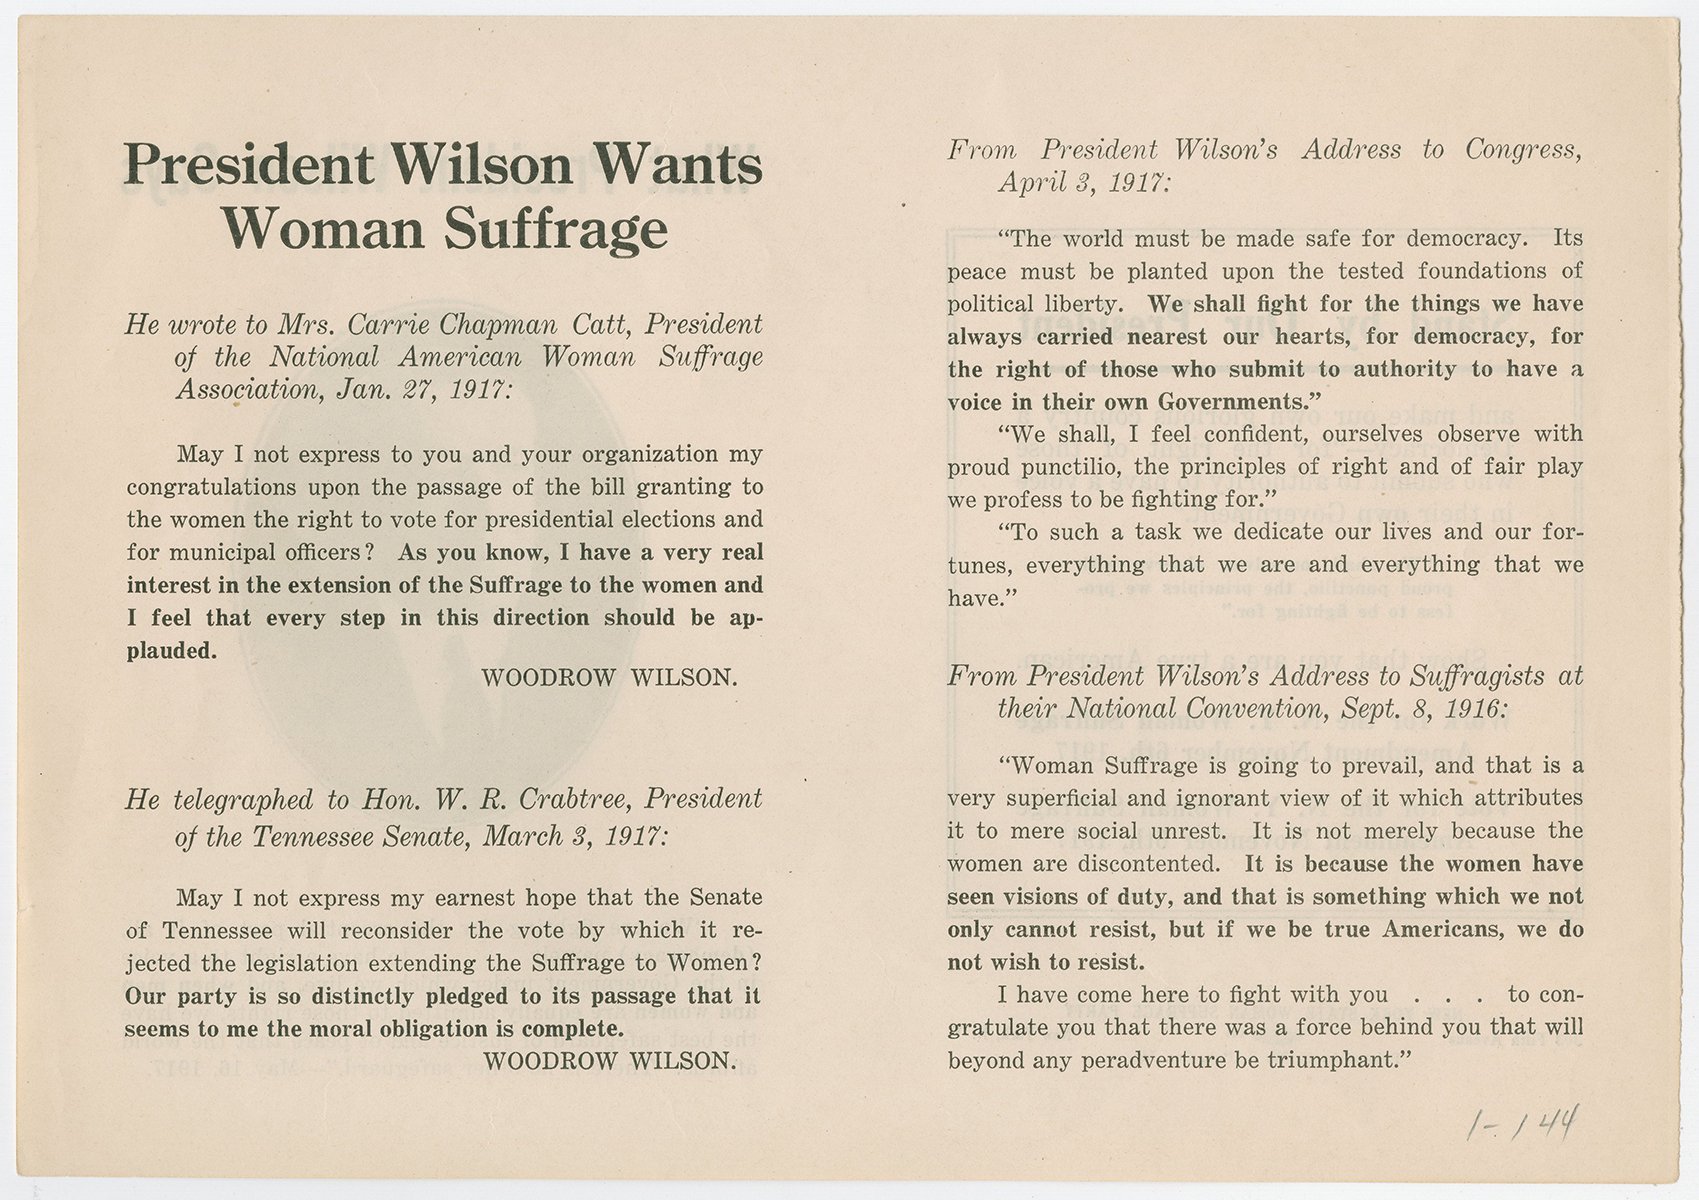 President Wilson Wants
Woman Suffrage
He wrote to Mrs. Carrie Chapman Catt, President
of the National American Woman Suffrage
Association, Jan. 27, 1917:
May I not express to you and your organization my
congratulations upon the passage of the bill granting to
the women the right to vote for presidential elections and
for municipal officers? As you know, I have a very real
interest in the extension of the Suffrage to the women and
I feel that every step in this direction should be ap-
plauded.
WOODROW WILSON.
He telegraphed to Hon. W. R. Crabtree, President
of the Tennessee Senate, March 3, 1917:
May I not express my earnest hope that the Senate
of Tennessee will reconsider the vote by which it re-
jected the legislation extending the Suffrage to Women?
Our party is so distinctly pledged to its passage that it
seems to me the moral obligation is complete.
WOODROW WILSON.
From President Wilson's Address to Congress,
April 3, 1917:
“The world must be made safe for democracy. Its
peace must be planted upon the tested foundations of
political liberty. We shall fight for the things we have
always carried nearest our hearts, for democracy, for
the right of those who submit to authority to have a
voice in their own Governments.”
“We shall, I feel confident, ourselves observe with
proud punctilio, the principles of right and of fair play
we profess to be fighting for.”
“To such a task we dedicate our lives and our for-
tunes, everything that we are and everything that we
have.”
From President Wilson's Address to Suffragists at
their National Convention, Sept. 8, 1916:
“Woman Suffrage is going to prevail, and that is a
very superficial and ignorant view of it which attributes
it to mere social unrest. It is not merely because the
women are discontented. It is because the women have
seen visions of duty, and that is something which we not
only cannot resist, but if we be true Americans, we do
not wish to resist.
I have come here to fight with you . . . to con-
gratulate you that there was a force behind you that will
beyond any peradventure be triumphant.”
1-144